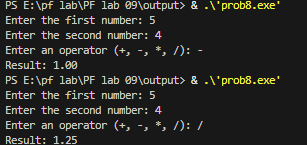 PS E:\pf lab\PF lab 09\output> & .\'prob8.exe'
Enter the first number: 5
Enter the second number: 4
Enter an operator (+, -, *, /): -
Result: 1.00
PS E:\pf lab\PF lab 09\output> & .\'prob8.exe'
Enter the first number: 5
Enter the second number: 4
Enter an operator (+, -, *, /): /
Result: 1.25